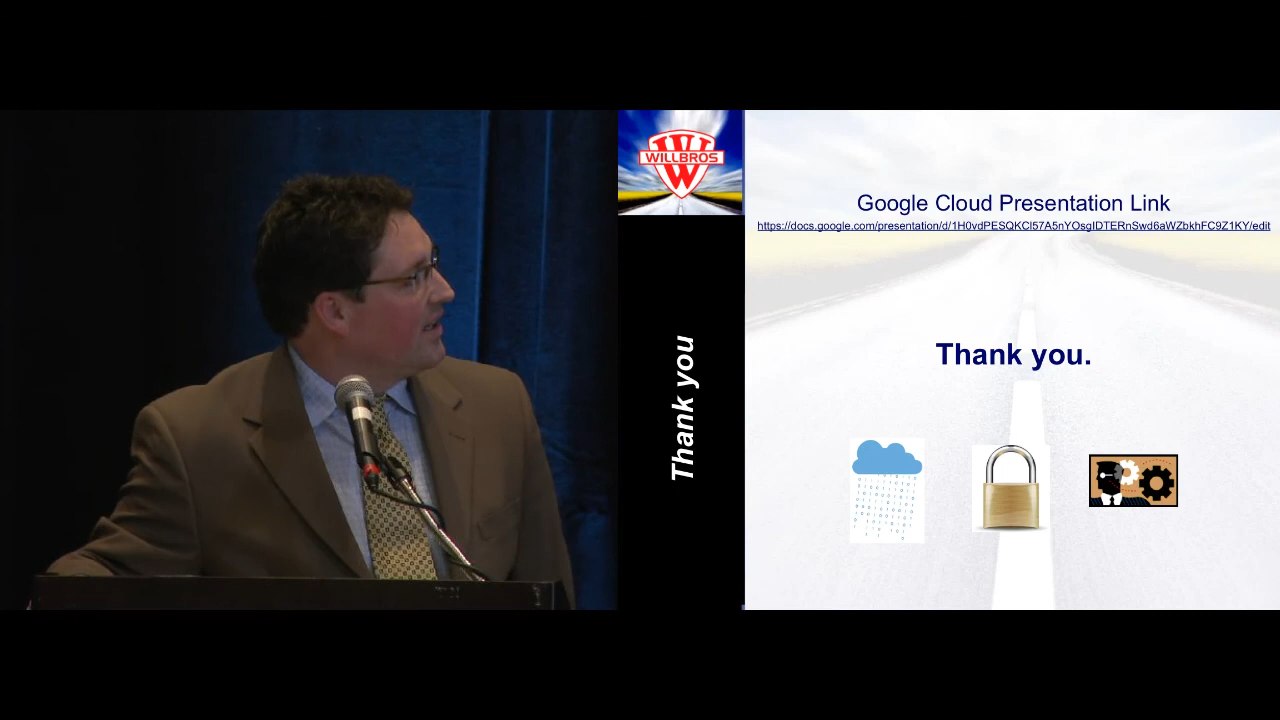 WILLBROS
Thank you
Google Cloud Presentation Link
https://docs.google.com/presentation/d/1H0vdPESQKCl57A5nYOsgIDTERnSwd6aWZbkhFC9Z1KY/edit
Thank you.